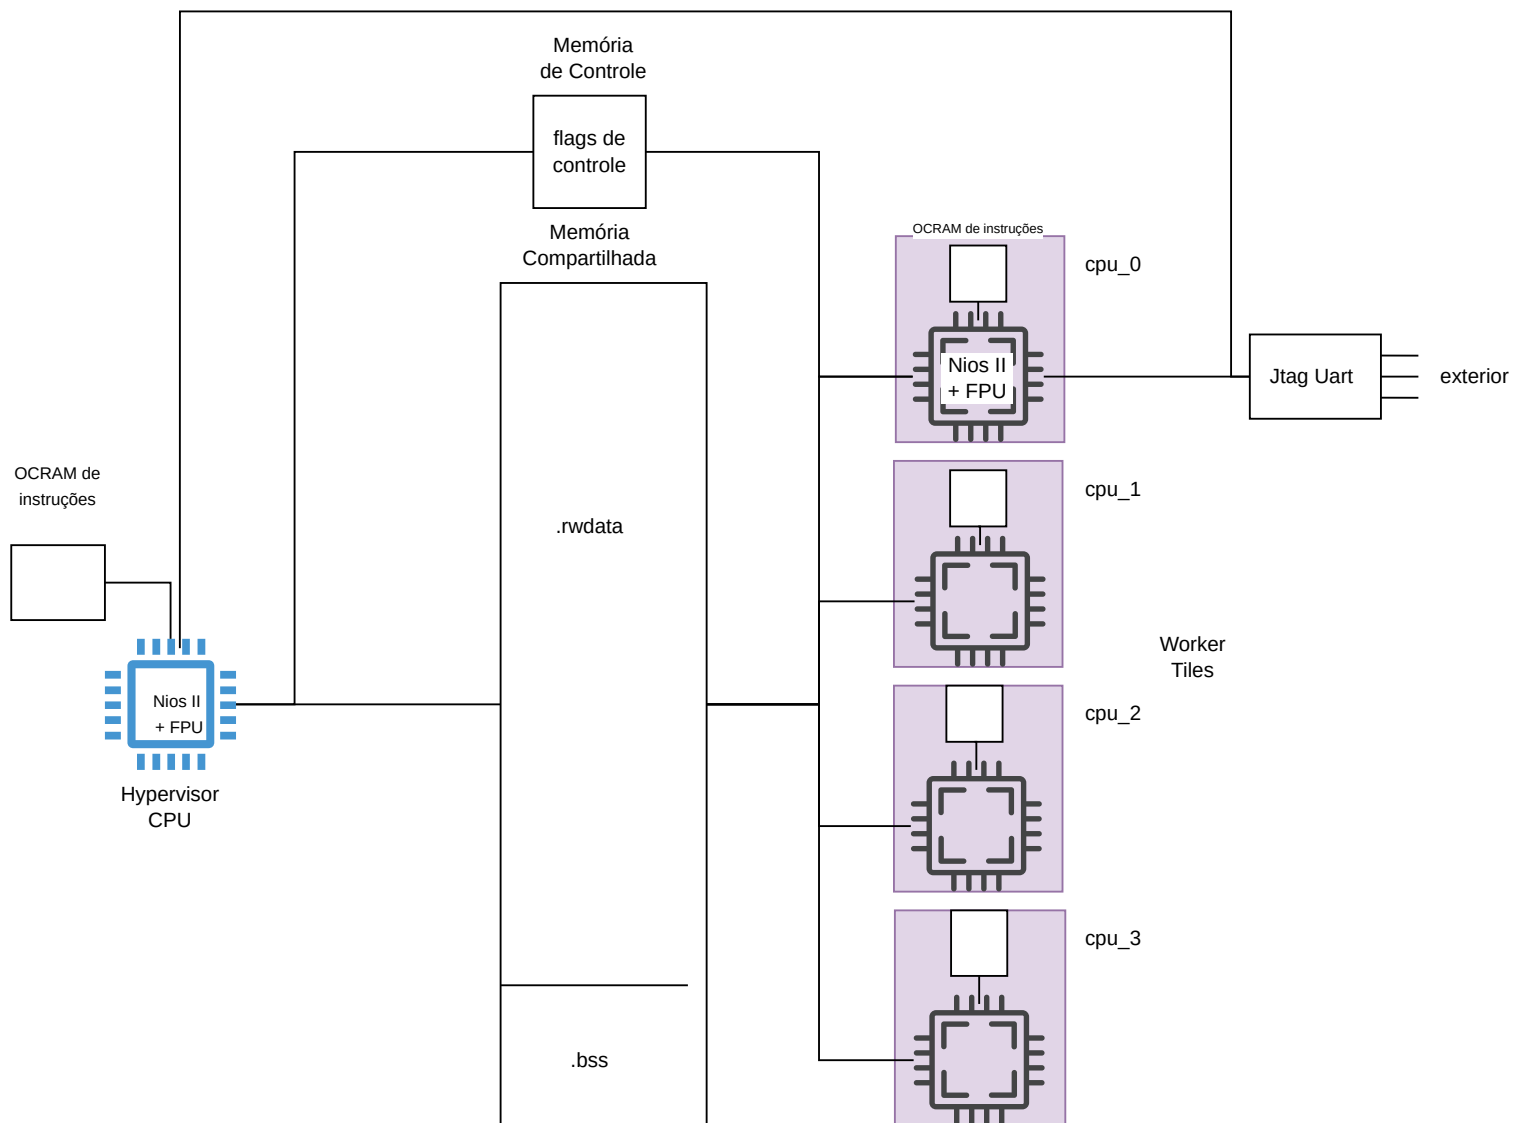 Memória
de Controle
flags de
controle
Memória
Compartilhada
OCRAM de instruções
cpu_0
Nios II
+ FPU
Jtag Uart
exterior
OCRAM de
instruções
cpu_1
.rwdata
Worker
Tiles
Nios II
+ FPU
cpu_2
Hypervisor
CPU
cpu_3
.bss